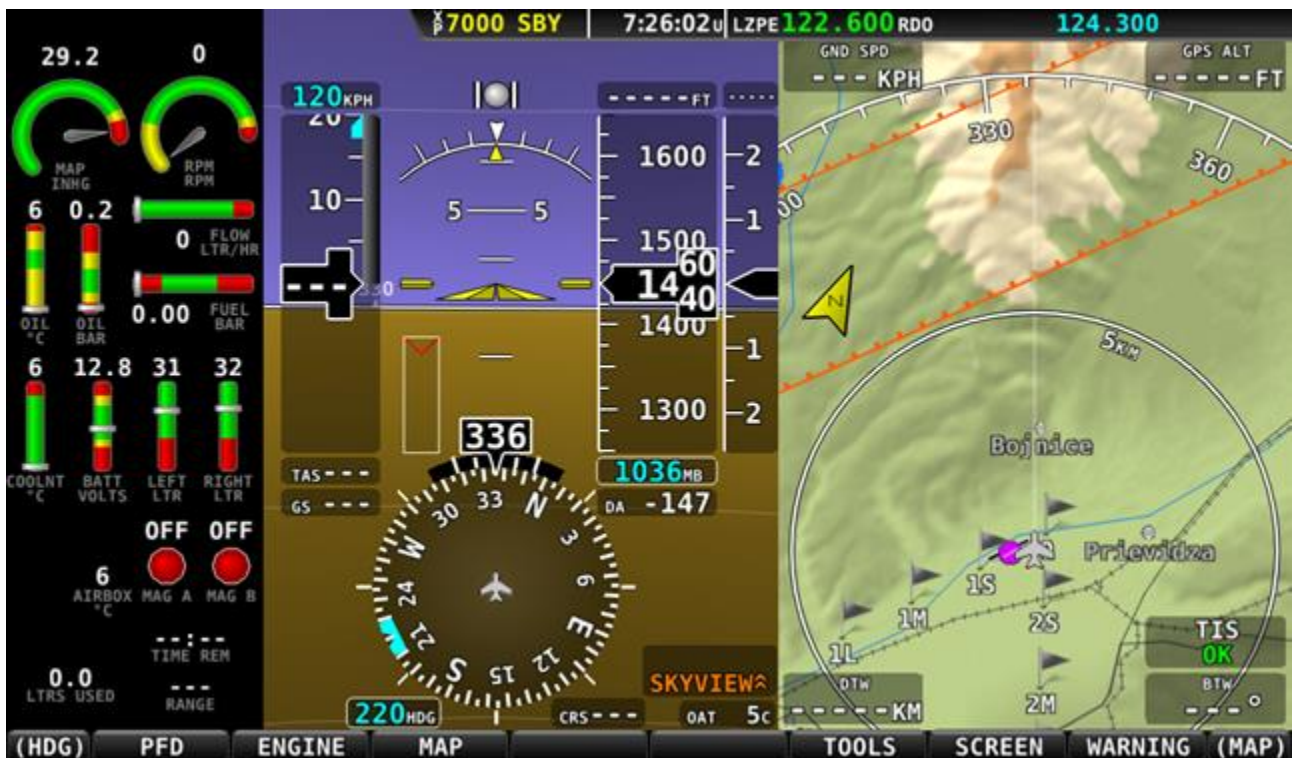 XP 7000 SBY 7:26:02U LZPE 122.600 RDO 124.300
29.2 0
MAP INHG
RPM RPM
6 0.2
0 FLOW LTR/HR
0.00 FUEL BAR
OIL °C
OIL BAR
6 12.8 31 32
COOLNT °C
BATT VOLTS
LEFT LTR
RIGHT LTR
OFF OFF
6 AIRBOX °C
MAG A MAG B
--:--
TIME REM
0.0
LTRS USED
---
RANGE
120KPH
20
10
---
TAS---
GS ---
5 5
336
33 N 3 6 E 12 15 S 21 24 W 30
220HDG
CRS---
OAT 5C
SKYVIEW
-----FT
-----
1600
1500
14 60 40
1400
1300
2
1
1
2
1036MB
DA -147
GND SPD
---KPH
GPS ALT
-----FT
330
360
N
5KM
Bojnice
Prievidza
1S
1M
1L
2S
2M
TIS
OK
DTW
-----KM
BTW
---°
(HDG) PFD ENGINE MAP TOOLS SCREEN WARNING (MAP)